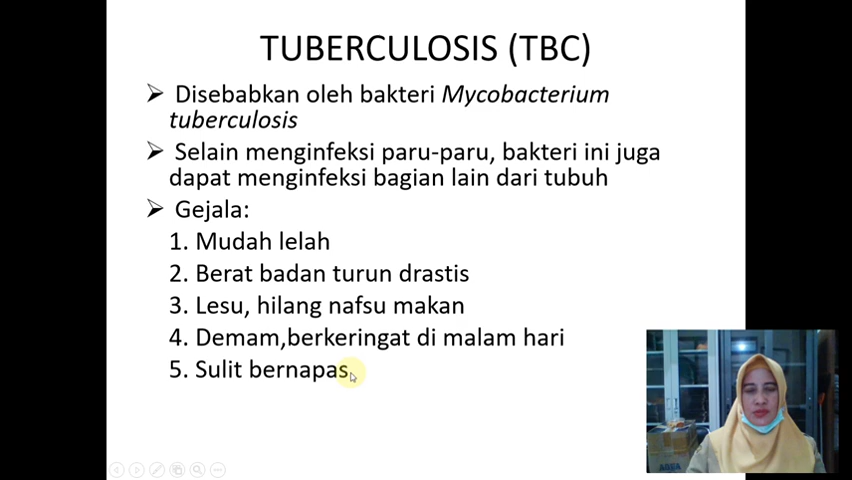 TUBERCULOSIS (TBC)
Disebabkan oleh bakteri Mycobacterium
tuberculosis
Selain menginfeksi paru-paru, bakteri ini juga
dapat menginfeksi bagian lain dari tubuh
Gejala:
1. Mudah lelah
2. Berat badan turun drastis
3. Lesu, hilang nafsu makan
4. Demam,berkeringat di malam hari
5. Sulit bernapas
AQUA